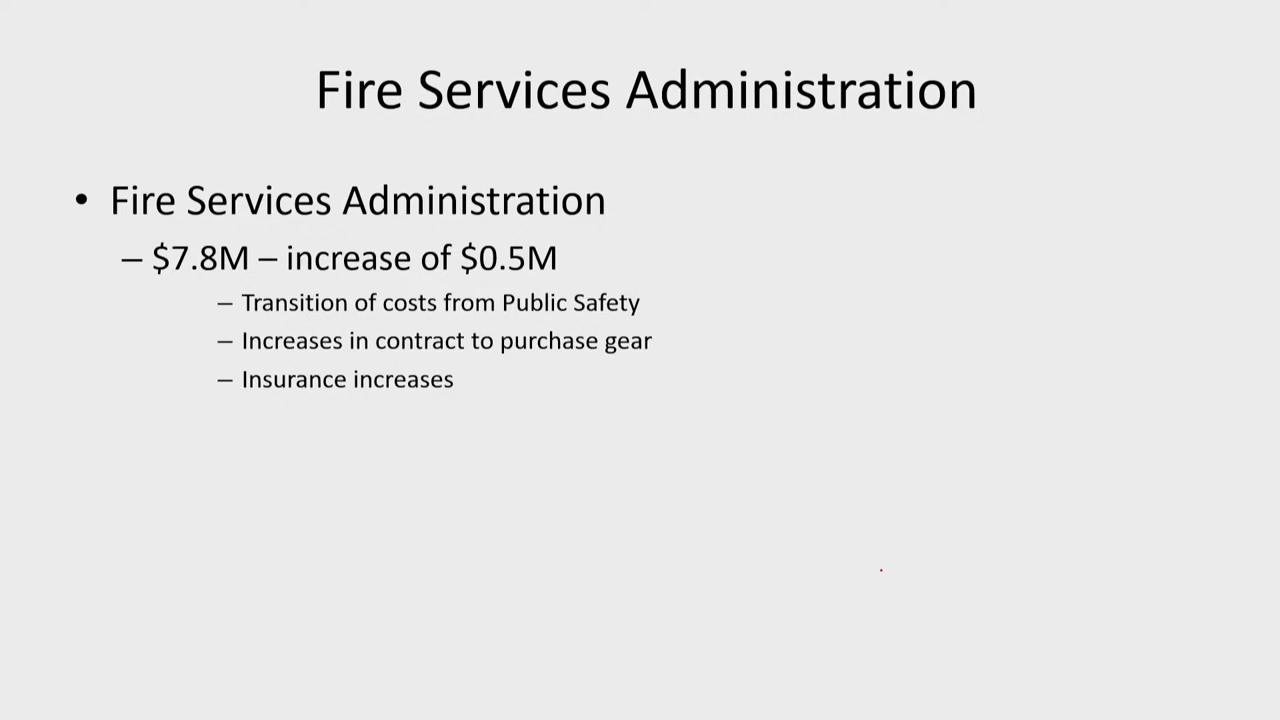 Fire Services Administration
• Fire Services Administration
– $7.8M – increase of $0.5M
– Transition of costs from Public Safety
– Increases in contract to purchase gear
– Insurance increases